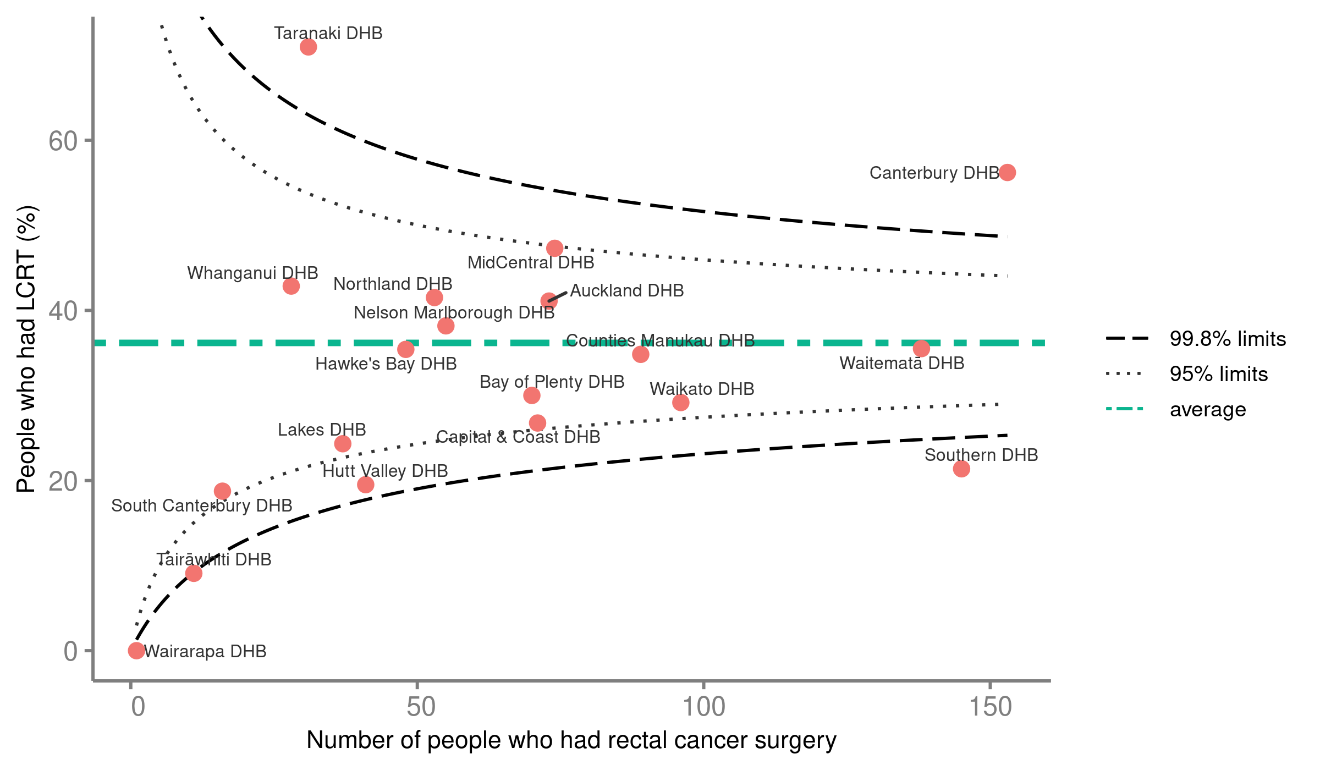 Taranaki DHB
60
Canterbury DHB
MidCentral DHB
Whanganui DHB
Northland DHB
Auckland DHB
Nelson Marlborough DHB
40
Counties Manukau DHB
Hawke's Bay DHB
Waitematā DHB
Bay of Plenty DHB
Waikato DHB
Lakes DHB
Capital & Coast DHB
Southern DHB
Hutt Valley DHB
20
South Canterbury DHB
Tairāwhiti DHB
0
Wairarapa DHB
People who had LCRT (%)
0
50
100
150
Number of people who had rectal cancer surgery
99.8% limits
95% limits
average